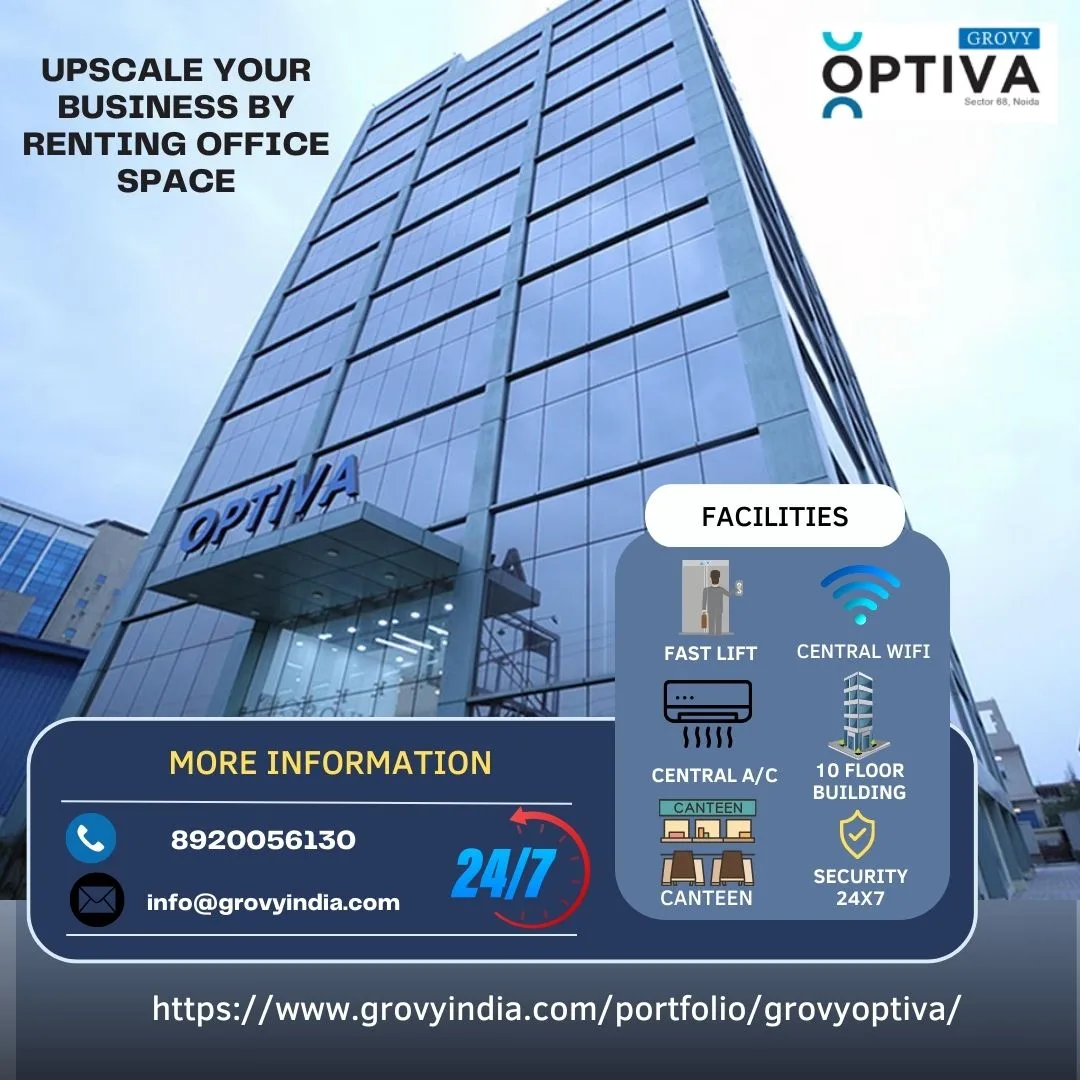 UPSCALE YOUR
BUSINESS BY
RENTING OFFICE
SPACE
GROVY
OPTIVA
Sector 68, Noida
OPTIVA
FACILITIES
FAST LIFT
CENTRAL WIFI
CENTRAL A/C
10 FLOOR
BUILDING
CANTEEN
CANTEEN
SECURITY
24X7
MORE INFORMATION
8920056130
info@grovyindia.com
24/7
https://www.grovyindia.com/portfolio/grovyoptiva/